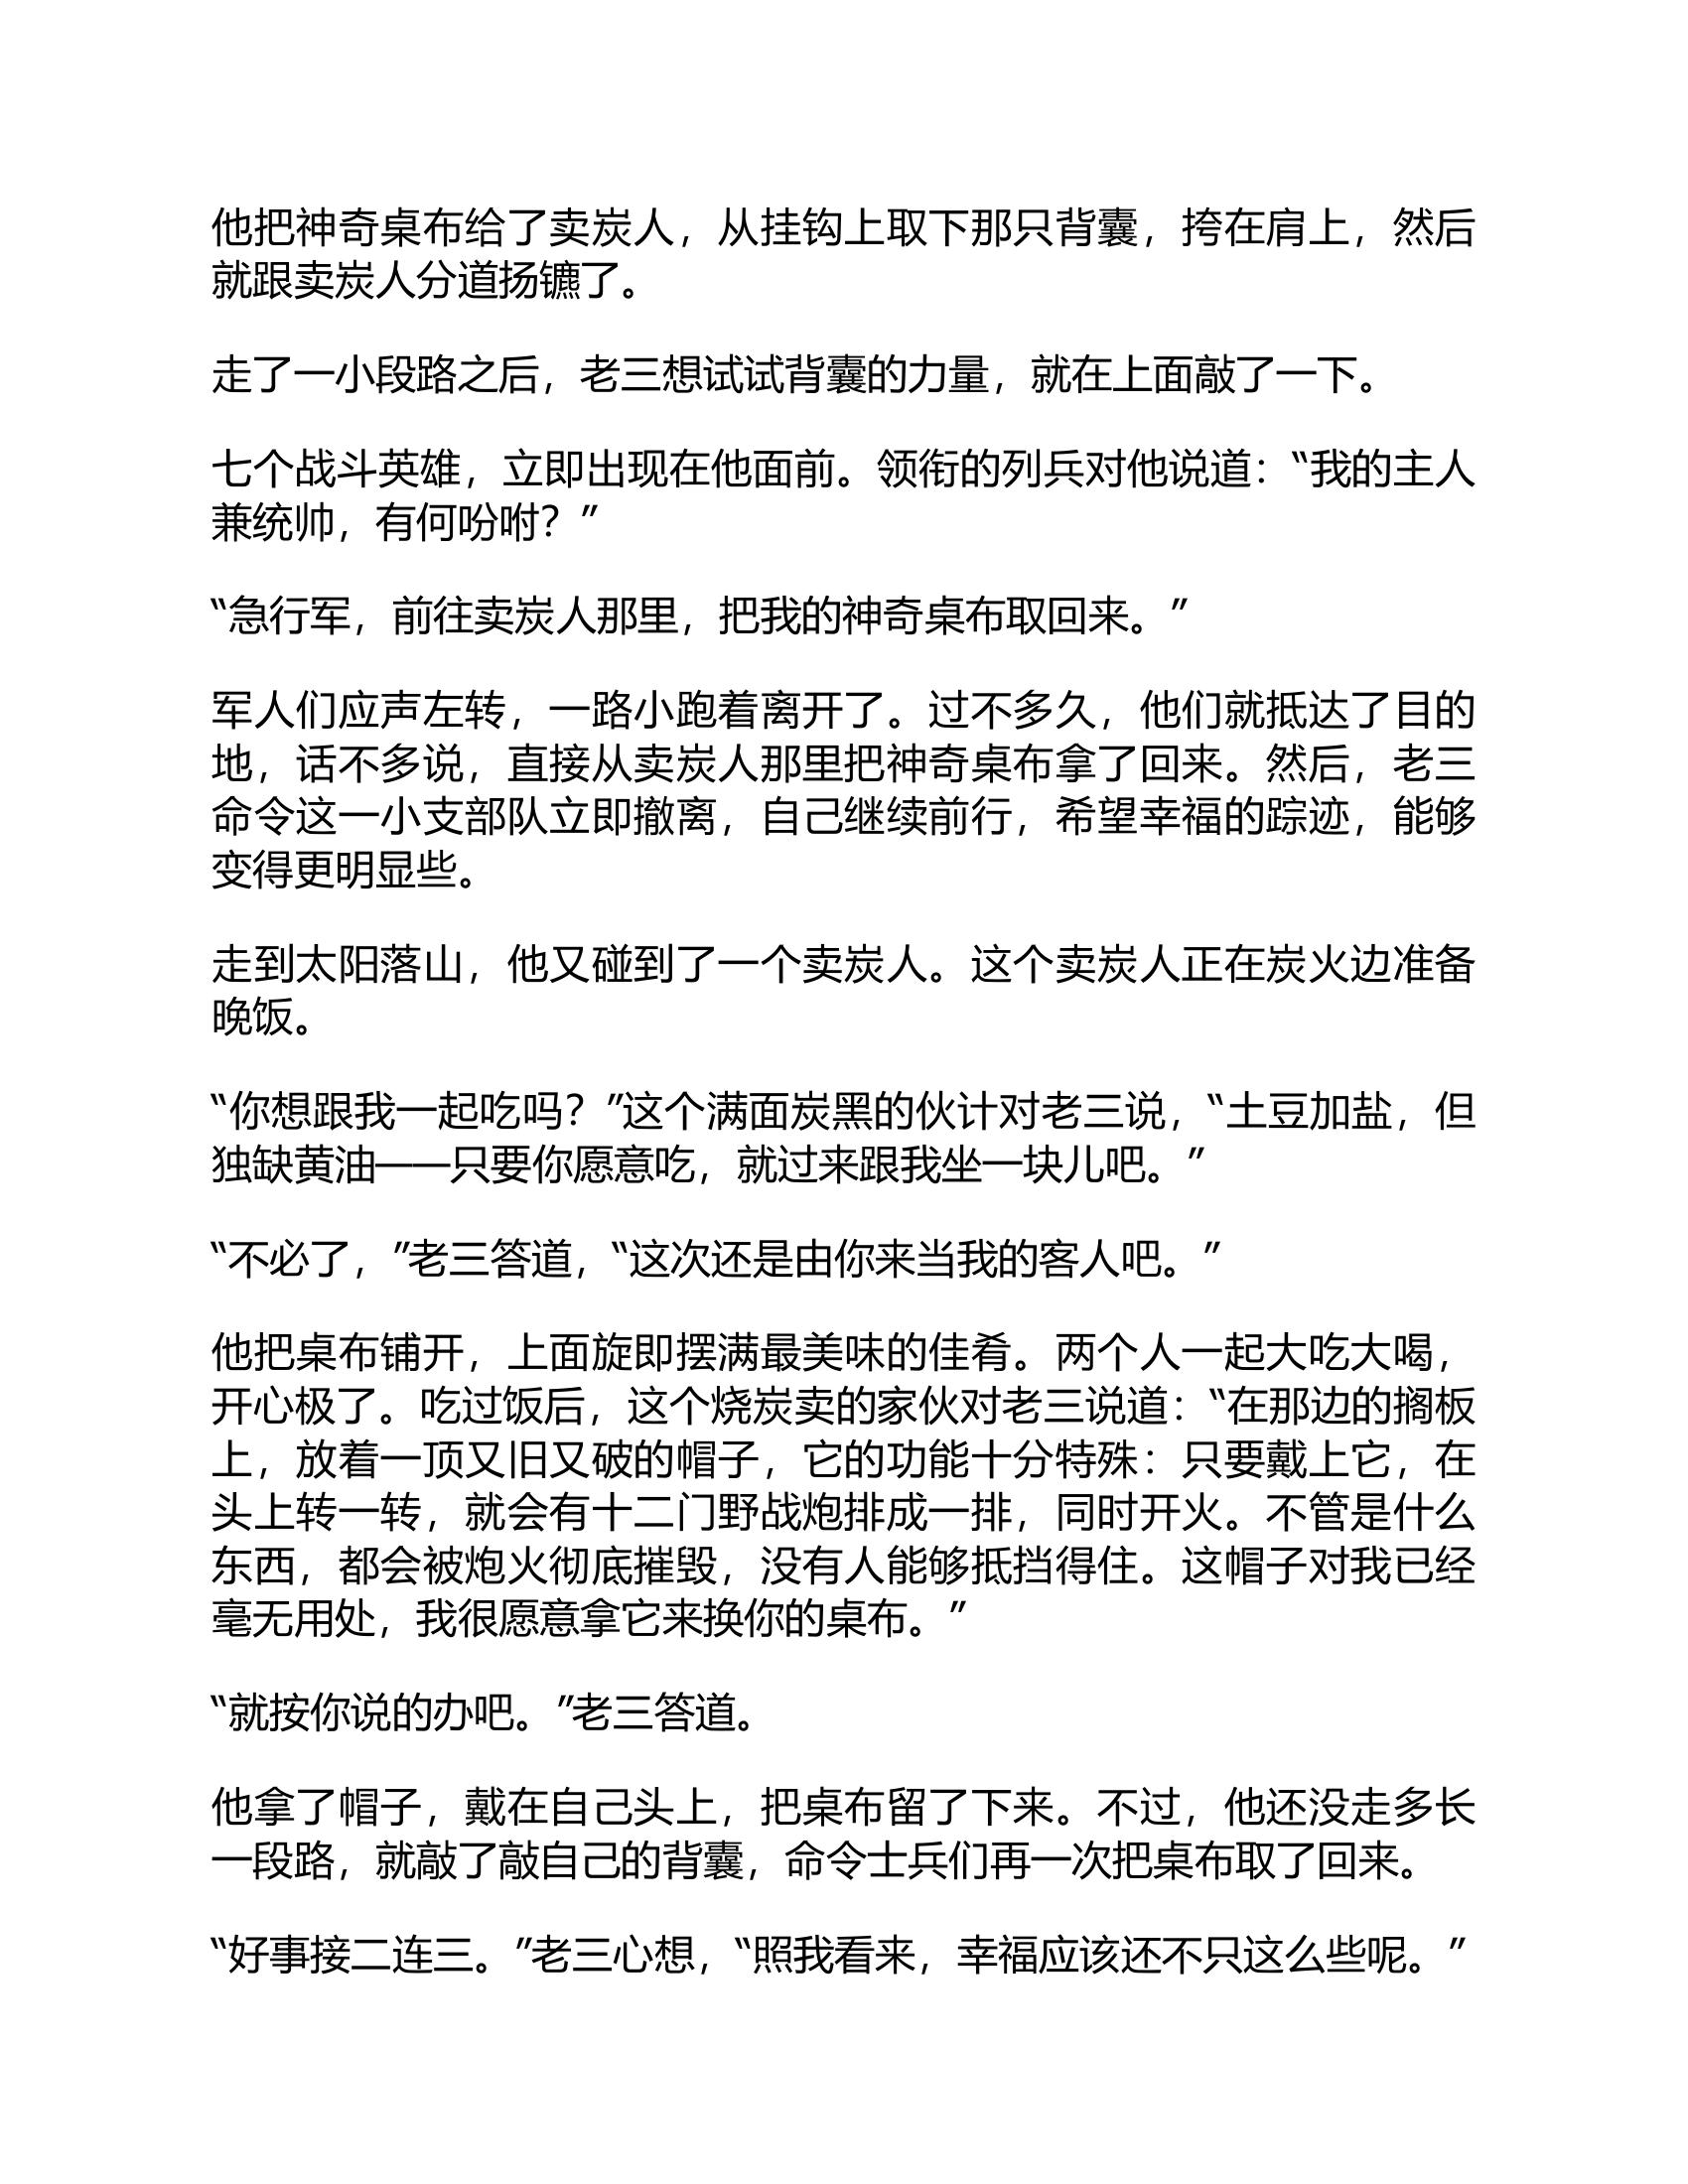 他把神奇桌布给了卖炭人，从挂钩上取下那只背囊，挎在肩上，然后
就跟卖炭人分道扬镳了。
走了一小段路之后，老三想试试背囊的力量，就在上面敲了一下。
七个战斗英雄，立即出现在他面前。领衔的列兵对他说道：“我的主人
兼统帅，有何吩咐？”
“急行军，前往卖炭人那里，把我的神奇桌布取回来。”
军人们应声左转，一路小跑着离开了。过不多久，他们就抵达了目的
地，话不多说，直接从卖炭人那里把神奇桌布拿了回来。然后，老三
命令这一小支部队立即撤离，自己继续前行，希望幸福的踪迹，能够
变得更明显些。
走到太阳落山，他又碰到了一个卖炭人。这个卖炭人正在炭火边准备
晚饭。
“你想跟我一起吃吗？”这个满面炭黑的伙计对老三说，“土豆加盐，但
独缺黄油——只要你愿意吃，就过来跟我坐一块儿吧。”
“不必了，”老三答道，“这次还是由你来当我的客人吧。”
他把桌布铺开，上面旋即摆满最美味的佳肴。两个人一起大吃大喝，
开心极了。吃过饭后，这个烧炭卖的家伙对老三说道：“在那边的搁板
上，放着一顶又旧又破的帽子，它的功能十分特殊：只要戴上它，在
头上转一转，就会有十二门野战炮排成一排，同时开火。不管是什么
东西，都会被炮火彻底摧毁，没有人能够抵挡得住。这帽子对我已经
毫无用处，我很愿意拿它来换你的桌布。”
“就按你说的办吧。”老三答道。
他拿了帽子，戴在自己头上，把桌布留了下来。不过，他还没走多长
一段路，就敲了敲自己的背囊，命令士兵们再一次把桌布取了回来。
“好事接二连三。”老三心想，“照我看来，幸福应该还不只这么些呢。”